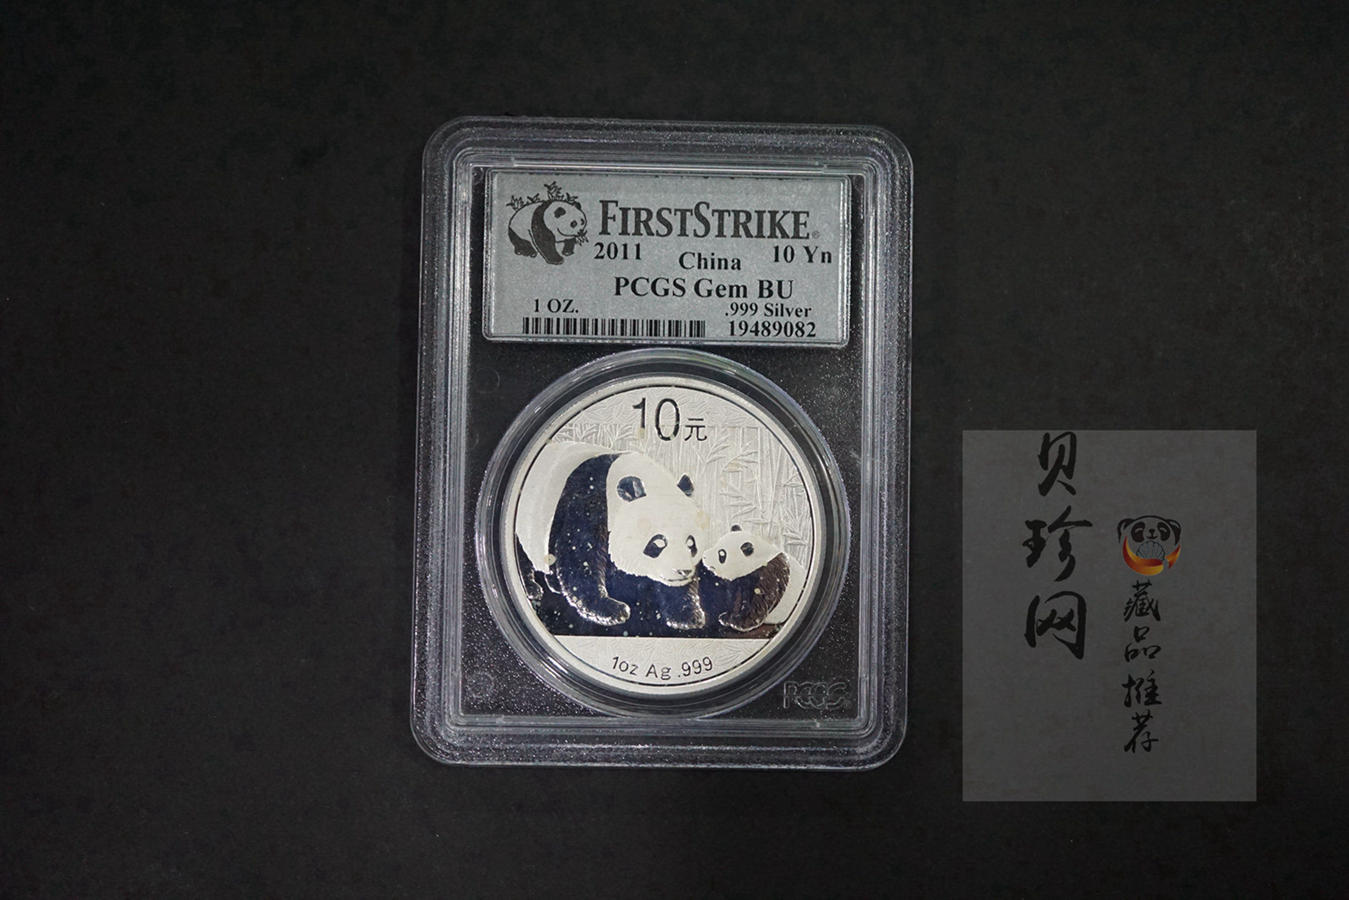 FIRSTSTRIKE®
2011 China 10 Yn
PCGS Gem BU
1 OZ. .999 Silver
19489082
10元
1oz Ag .999
PCGS
贝珍网
藏品推荐